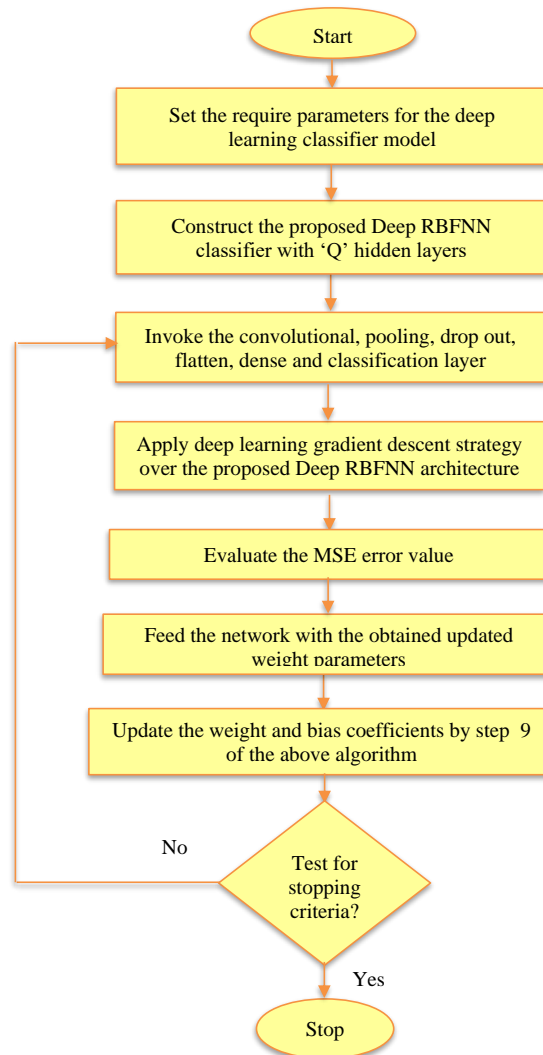 Start
Set the require parameters for the deep
learning classifier model
Construct the proposed Deep RBFNN
classifier with ‘Q’ hidden layers
Invoke the convolutional, pooling, drop out,
flatten, dense and classification layer
Apply deep learning gradient descent strategy
over the proposed Deep RBFNN architecture
Evaluate the MSE error value
Feed the network with the obtained updated
weight parameters
Update the weight and bias coefficients by step 9
of the above algorithm
No
Test for
stopping
criteria?
Yes
Stop